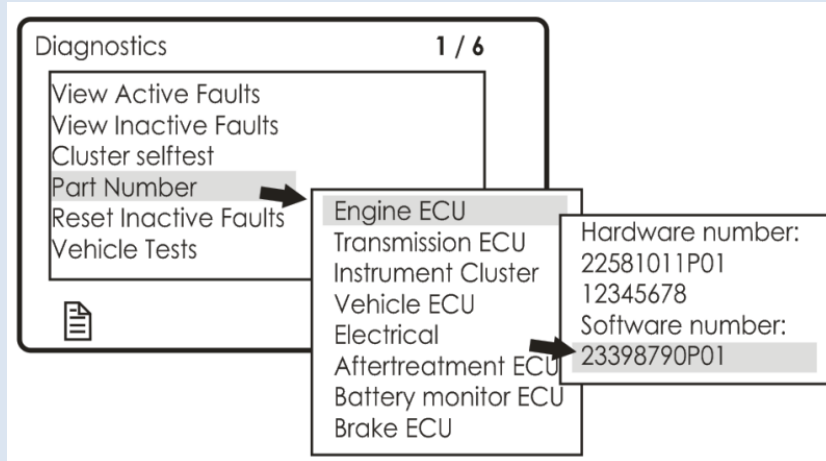 Diagnostics 1 / 6
View Active Faults
View Inactive Faults
Cluster selftest
Part Number
Reset Inactive Faults
Vehicle Tests
Engine ECU
Transmission ECU
Instrument Cluster
Vehicle ECU
Electrical
Aftertreatment ECU
Battery monitor ECU
Brake ECU
Hardware number:
22581011P01
12345678
Software number:
23398790P01